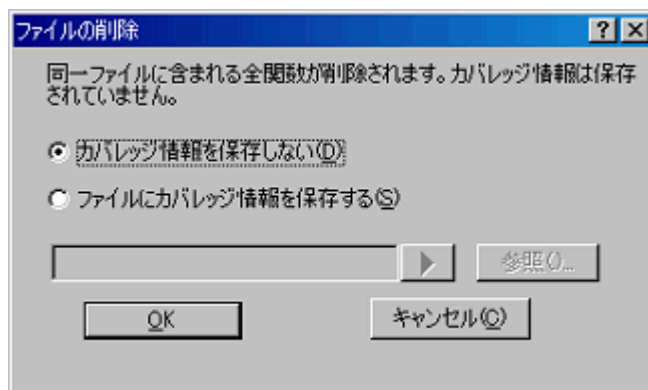 ファイルの削除
同一ファイルに含まれる全関数が削除されます。カバレッジ情報は保存
されていません。
カバレッジ情報を保存しない(D)
ファイルにカバレッジ情報を保存する(S)
参照()...
OK
キャンセル(C)